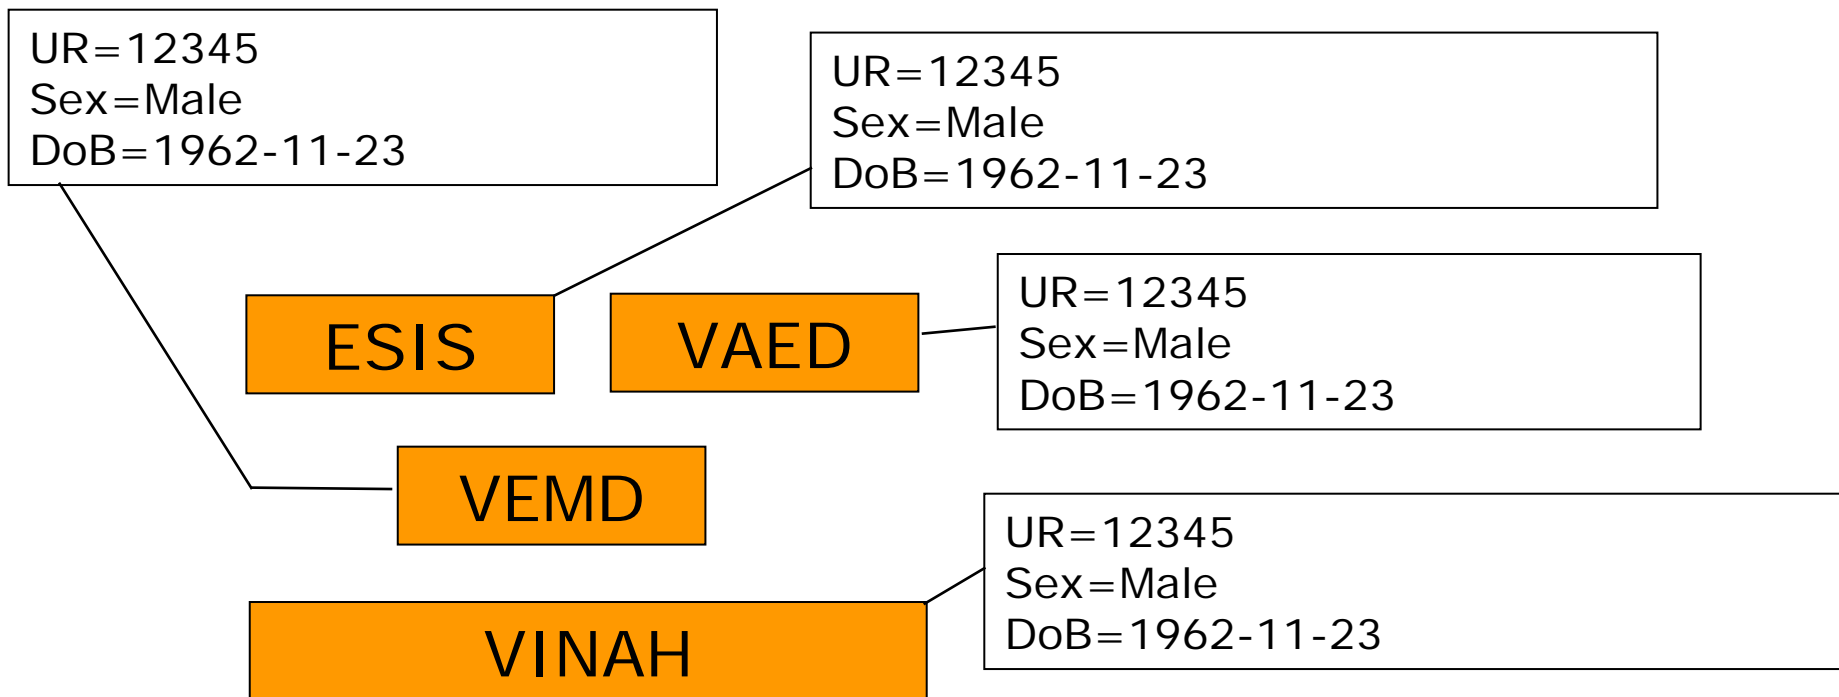 UR=12345
Sex=Male
DoB=1962-11-23
UR=12345
Sex=Male
DoB=1962-11-23
ESIS
VAED
UR=12345
Sex=Male
DoB=1962-11-23
VEMD
UR=12345
Sex=Male
DoB=1962-11-23
VINAH